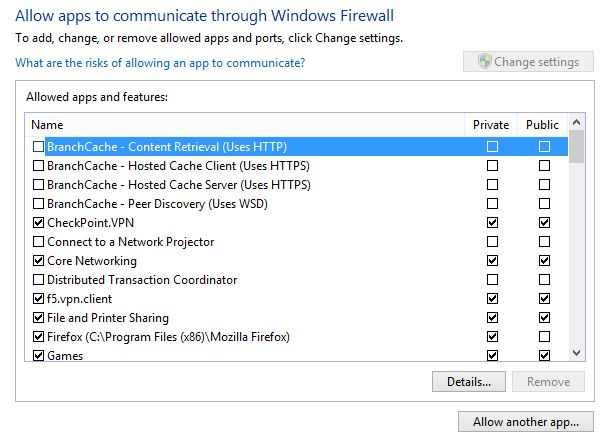 Allow apps to communicate through Windows Firewall
To add, change, or remove allowed apps and ports, click Change settings.
What are the risks of allowing an app to communicate?
Change settings
Allowed apps and features:
Name Private Public
BranchCache - Content Retrieval (Uses HTTP)
BranchCache - Hosted Cache Client (Uses HTTPS)
BranchCache - Hosted Cache Server (Uses HTTPS)
BranchCache - Peer Discovery (Uses WSD)
CheckPoint.VPN
Connect to a Network Projector
Core Networking
Distributed Transaction Coordinator
f5.vpn.client
File and Printer Sharing
Firefox (C:\Program Files (x86)\Mozilla Firefox)
Games
Details... Remove
Allow another app...